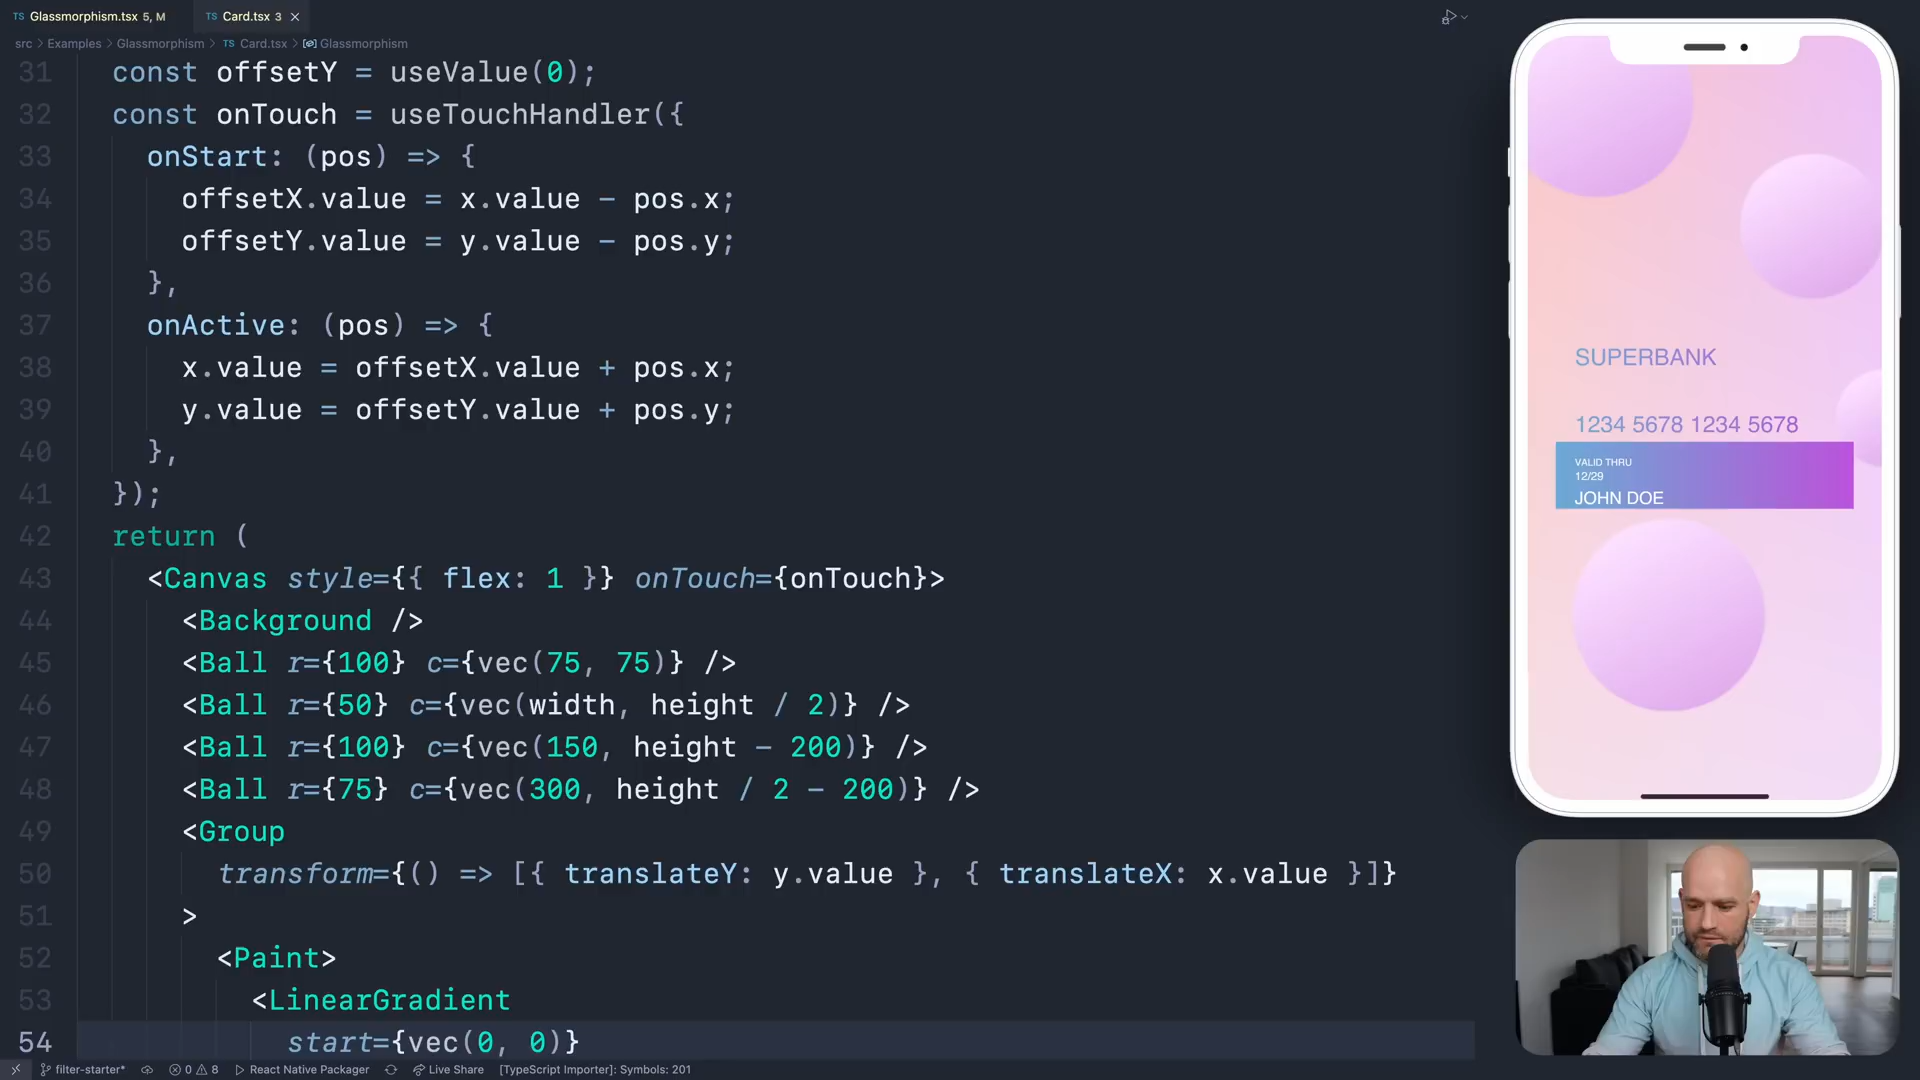 TS Glassmorphism.tsx 5, M
TS Card.tsx 3 ×
src > Examples > Glassmorphism > TS Card.tsx > Glassmorphism
31 const offsetY = useValue(0);
32 const onTouch = useTouchHandler({
33 onStart: (pos) => {
34 offsetX.value = x.value - pos.x;
35 offsetY.value = y.value - pos.y;
36 },
37 onActive: (pos) => {
38 x.value = offsetX.value + pos.x;
39 y.value = offsetY.value + pos.y;
40 },
41 });
42 return (
43 <Canvas style={{ flex: 1 }} onTouch={onTouch}>
44 <Background />
45 <Ball r={100} c={vec(75, 75)} />
46 <Ball r={50} c={vec(width, height / 2)} />
47 <Ball r={100} c={vec(150, height - 200)} />
48 <Ball r={75} c={vec(300, height / 2 - 200)} />
49 <Group
50 transform={() => [{ translateY: y.value }, { translateX: x.value }]}
51 >
52 <Paint>
53 <LinearGradient
54 start={vec(0, 0)}
SUPERBANK
1234 5678 1234 5678
VALID THRU
12/29
JOHN DOE
filter-starter* 0 8 React Native Packager Live Share [TypeScript Importer]: Symbols: 201